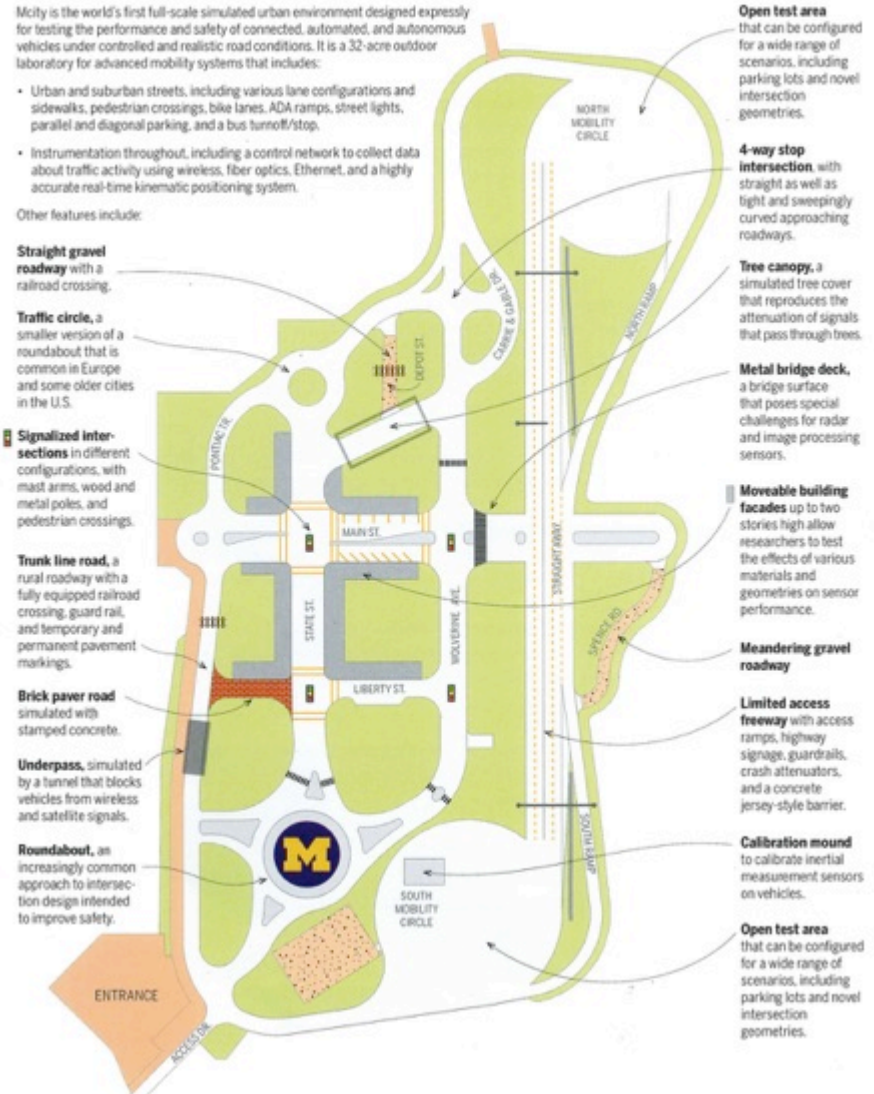 Mcity is the world's first full-scale simulated urban environment designed expressly
for testing the performance and safety of connected, automated, and autonomous
vehicles under controlled and realistic road conditions. It is a 32-acre outdoor
laboratory for advanced mobility systems that includes:
• Urban and suburban streets, including various lane configurations and
sidewalks, pedestrian crossings, bike lanes, ADA ramps, street lights,
parallel and diagonal parking, and a bus turnoff/stop.
• Instrumentation throughout, including a control network to collect data
about traffic activity using wireless, fiber optics, Ethernet, and a highly
accurate real-time kinematic positioning system.
Other features include:
Straight gravel
roadway with a
railroad crossing.
Traffic circle, a
smaller version of a
roundabout that is
common in Europe
and some older cities
in the U.S.
Signalized inter-
sections in different
configurations, with
mast arms, wood and
metal poles, and
pedestrian crossings.
Trunk line road, a
rural roadway with a
fully equipped railroad
crossing, guard rail,
and temporary and
permanent pavement
markings.
Brick paver road
simulated with
stamped concrete.
Underpass, simulated
by a tunnel that blocks
vehicles from wireless
and satellite signals.
Roundabout, an
increasingly common
approach to intersec-
tion design intended
to improve safety.
NORTH
MOBILITY
CIRCLE
CARRIE & GABLE DR.
NORTH RAMP
DEPOT ST.
PONTIAC TR.
MAIN ST.
STATE ST.
WOLVERINE AVE.
STRAIGHT AWAY
SPENCE RD
LIBERTY ST.
SOUTH RAMP
M
SOUTH
MOBILITY
CIRCLE
ENTRANCE
ACCESS DR.
Open test area
that can be configured
for a wide range of
scenarios, including
parking lots and novel
intersection
geometries.
4-way stop
intersection, with
straight as well as
tight and sweepingly
curved approaching
roadways.
Tree canopy, a
simulated tree cover
that reproduces the
attenuation of signals
that pass through trees.
Metal bridge deck,
a bridge surface
that poses special
challenges for radar
and image processing
sensors.
Moveable building
facades up to two
stories high allow
researchers to test
the effects of various
materials and
geometries on sensor
performance.
Meandering gravel
roadway
Limited access
freeway with access
ramps, highway
signage, guardrails,
crash attenuators,
and a concrete
jersey-style barrier.
Calibration mound
to calibrate inertial
measurement sensors
on vehicles.
Open test area
that can be configured
for a wide range of
scenarios, including
parking lots and novel
intersection
geometries.